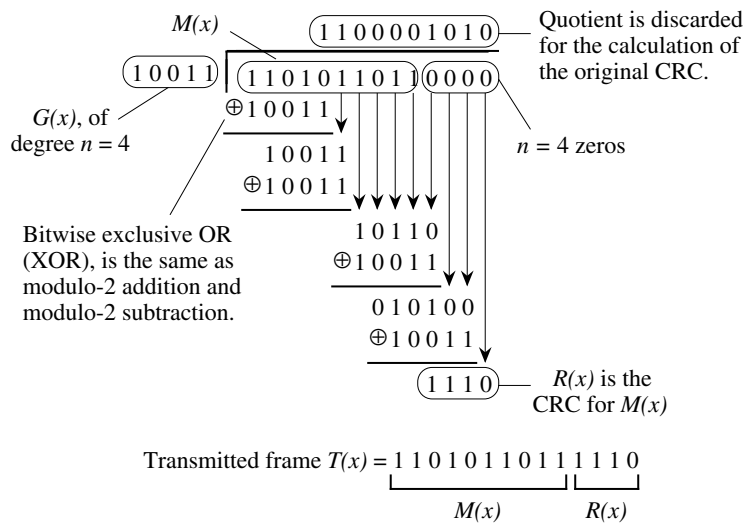 M(x)
1 1 0 0 0 0 1 0 1 0
Quotient is discarded
for the calculation of
the original CRC.
1 0 0 1 1
1 1 0 1 0 1 1 0 1 1 0 0 0 0
G(x), of
degree n = 4
⊕1 0 0 1 1
n = 4 zeros
1 0 0 1 1
⊕1 0 0 1 1
Bitwise exclusive OR
(XOR), is the same as
modulo-2 addition and
modulo-2 subtraction.
1 0 1 1 0
⊕1 0 0 1 1
0 1 0 1 0 0
⊕1 0 0 1 1
1 1 1 0
R(x) is the
CRC for M(x)
Transmitted frame T(x) = 1 1 0 1 0 1 1 0 1 1 1 1 1 0
M(x) R(x)